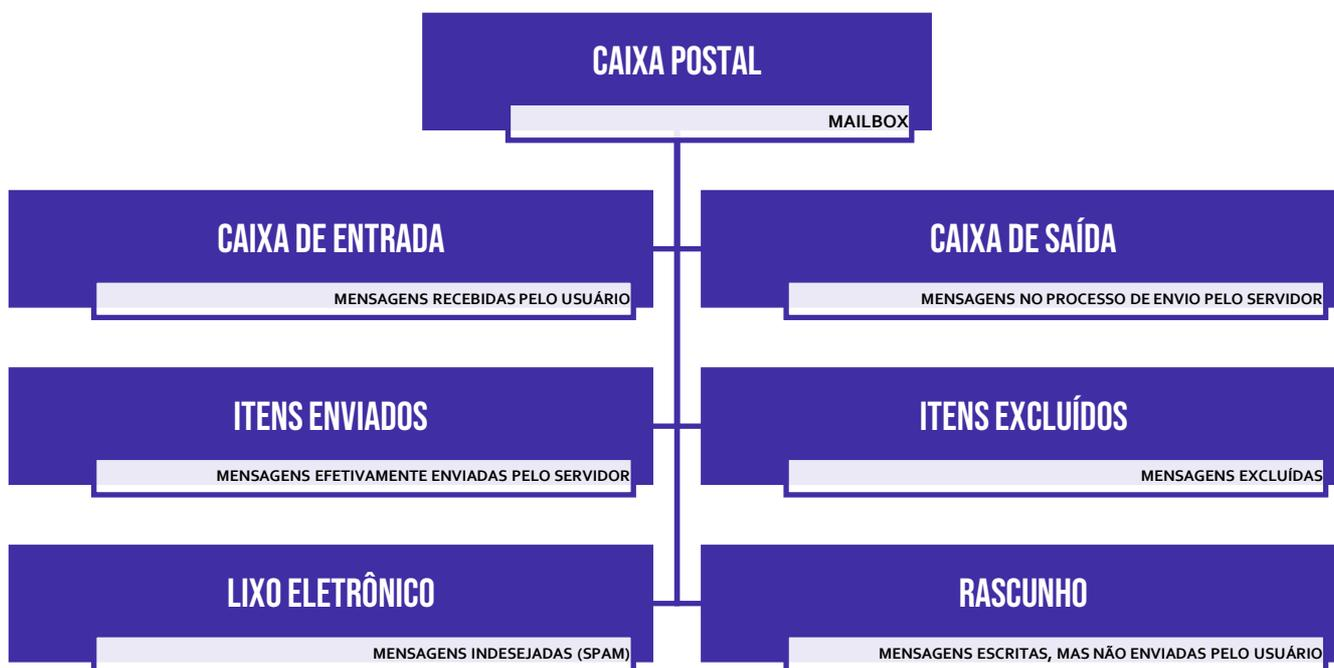 CAIXA POSTAL
MAILBOX
CAIXA DE ENTRADA
MENSAGENS RECEBIDAS PELO USUÁRIO
CAIXA DE SAÍDA
MENSAGENS NO PROCESSO DE ENVIO PELO SERVIDOR
ITENS ENVIADOS
MENSAGENS EFETIVAMENTE ENVIADAS PELO SERVIDOR
ITENS EXCLUÍDOS
MENSAGENS EXCLUÍDAS
LIXO ELETRÔNICO
MENSAGENS INDESEJADAS (SPAM)
RASCUNHO
MENSAGENS ESCRITAS, MAS NÃO ENVIADAS PELO USUÁRIO